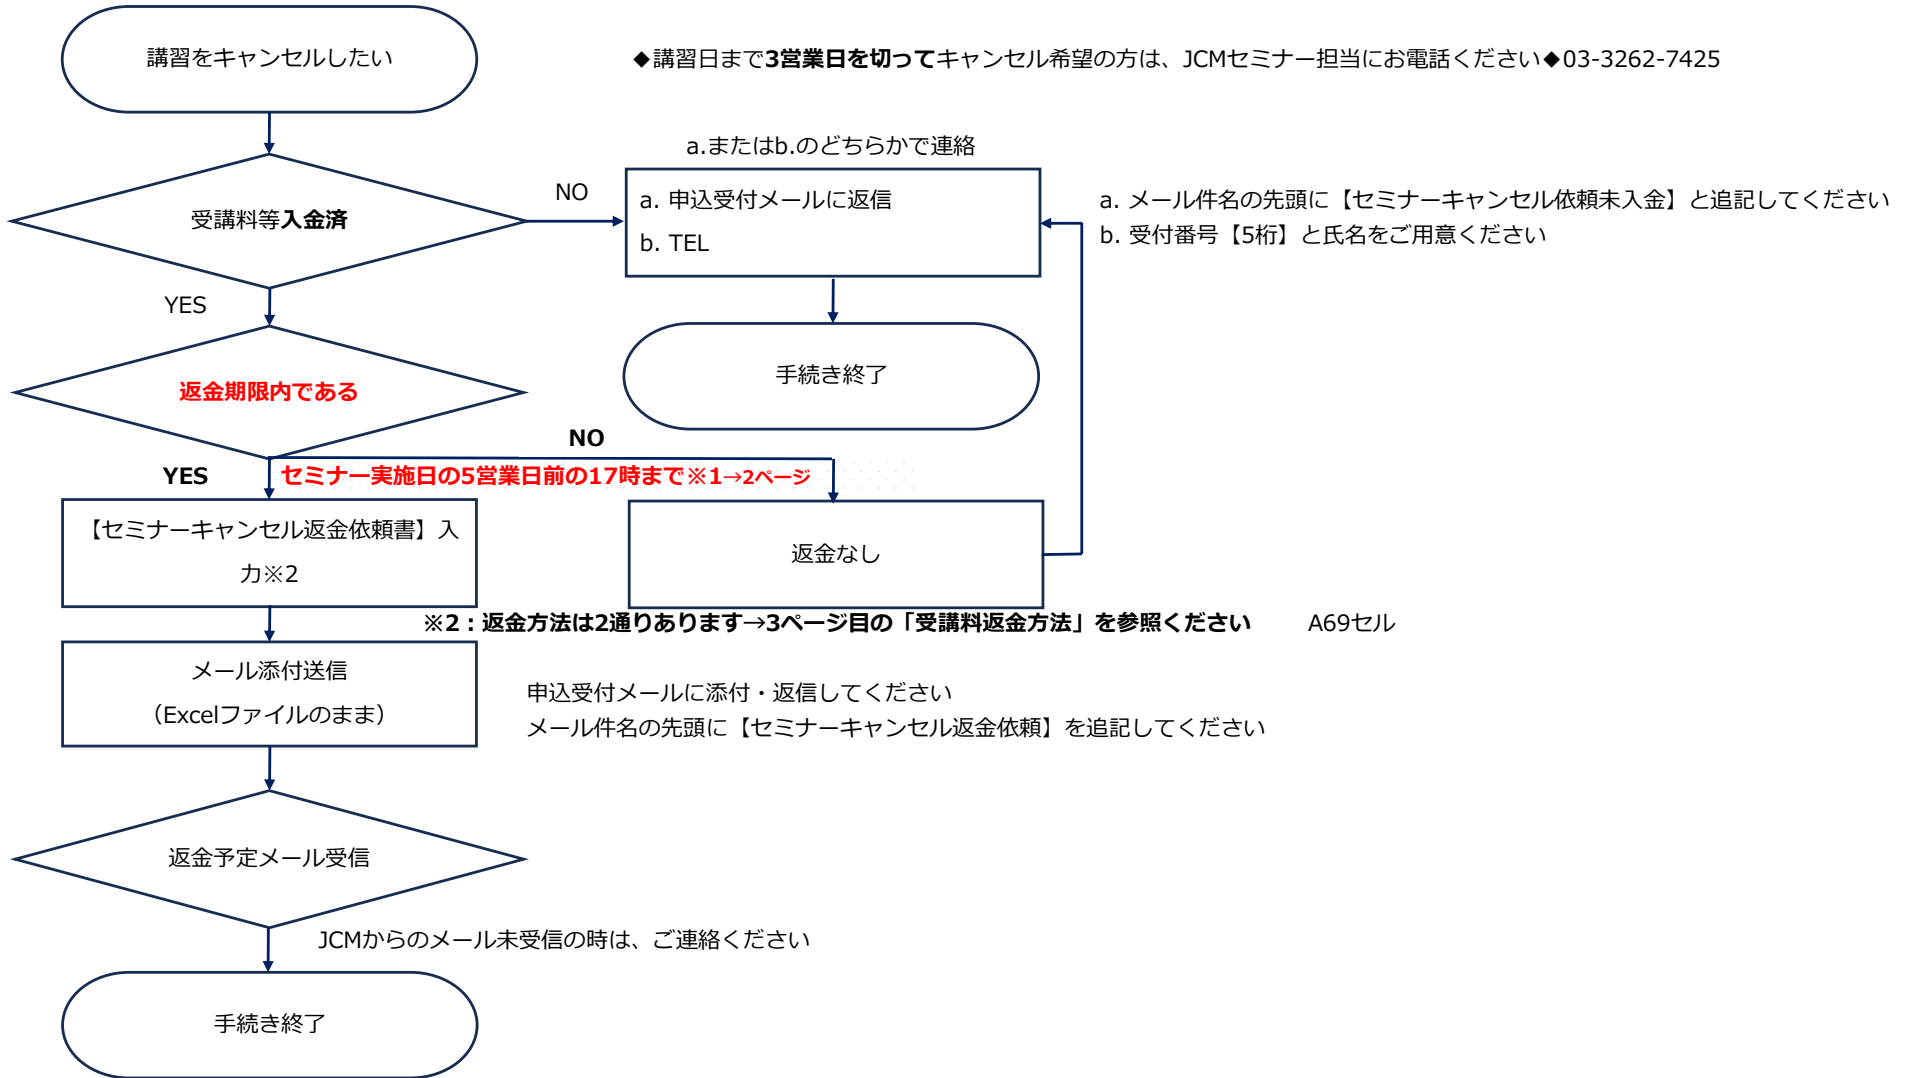 講習をキャンセルしたい
◆講習日まで3営業日を切ってキャンセル希望の方は、JCMセミナー担当にお電話ください◆03-3262-7425
a.またはb.のどちらかで連絡
受講料等入金済
NO
a. 申込受付メールに返信
b. TEL
a. メール件名の先頭に【セミナーキャンセル依頼未入金】と追記してください
b. 受付番号【5桁】と氏名をご用意ください
YES
手続き終了
返金期限内である
NO
YES
セミナー実施日の5営業日前の17時まで※1→2ページ
【セミナーキャンセル返金依頼書】入
力※2
返金なし
※2：返金方法は2通りあります→3ページ目の「受講料返金方法」を参照ください
A69セル
メール添付送信
（Excelファイルのまま）
申込受付メールに添付・返信してください
メール件名の先頭に【セミナーキャンセル返金依頼】を追記してください
返金予定メール受信
JCMからのメール未受信の時は、ご連絡ください
手続き終了